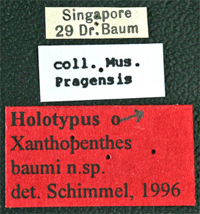 Singapore
29 Dr. Baum
coll. Mus.
Pragensis
Holotypus ♂
Xanthopenthes
baumi n.sp.
det. Schimmel, 1996